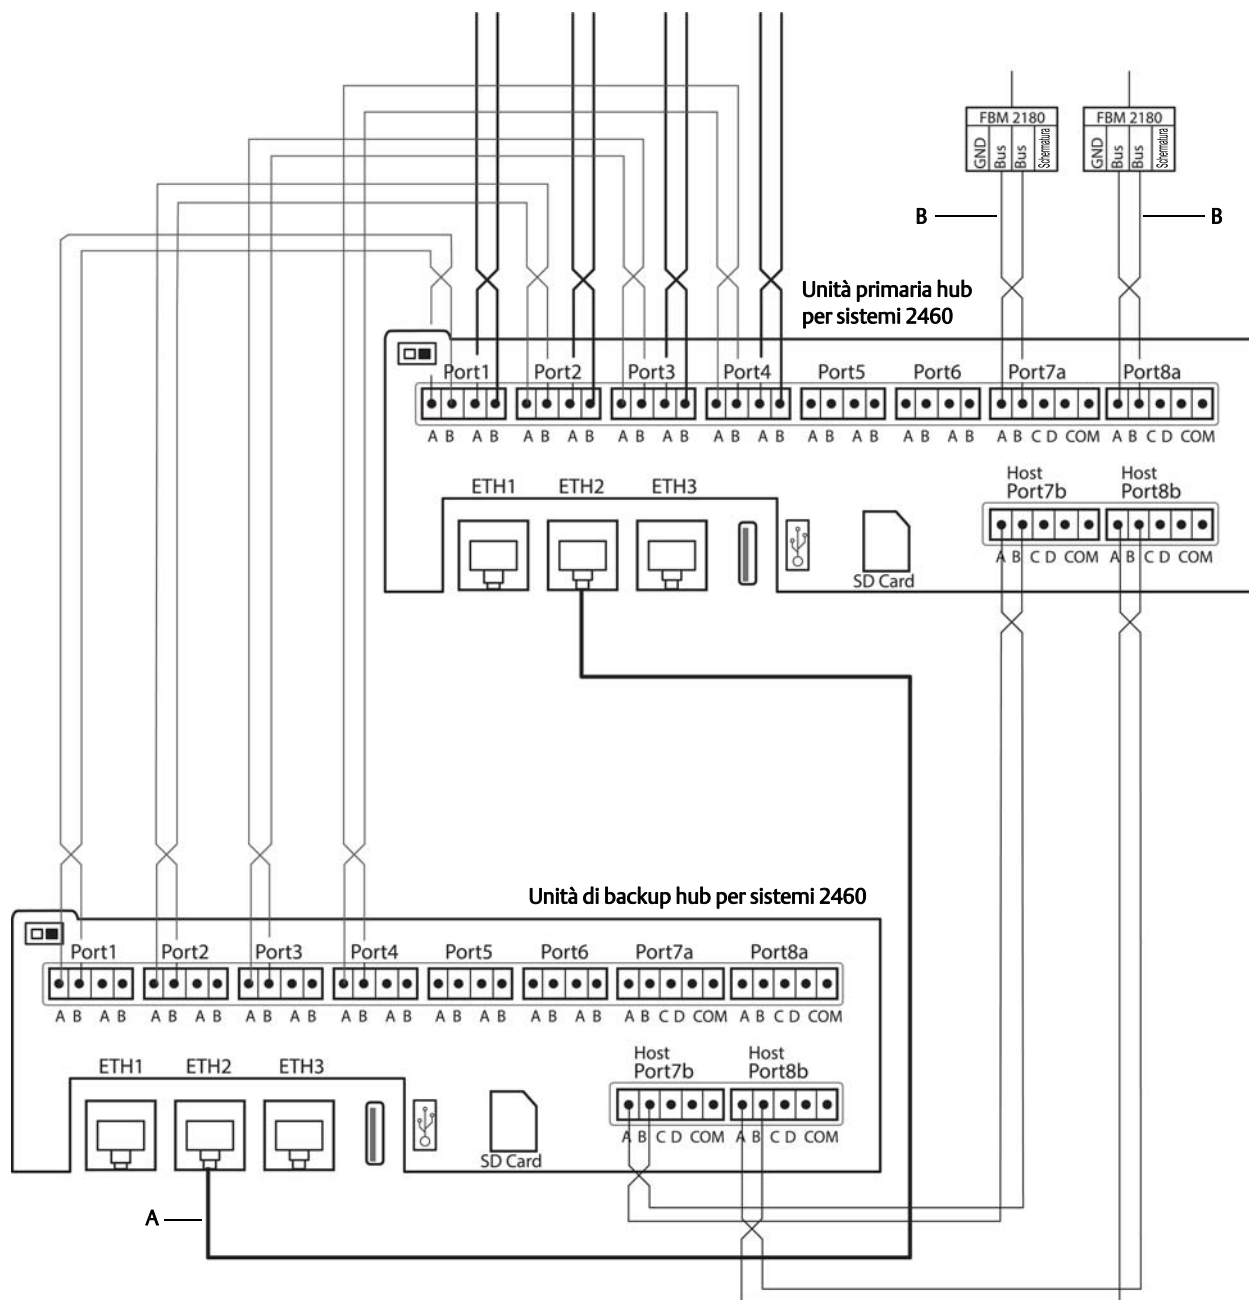 FBM 2180 FBM 2180
GND Bus Bus Schermatura GND Bus Bus Schermatura
B B
Unità primaria hub
per sistemi 2460
Port1 Port2 Port3 Port4 Port5 Port6 Port7a Port8a
A B A B A B A B A B A B A B A B A B A B A B A B A B C D COM A B C D COM
ETH1 ETH2 ETH3
Host Host
Port7b Port8b
A B C D COM A B C D COM
SD Card
Unità di backup hub per sistemi 2460
Port1 Port2 Port3 Port4 Port5 Port6 Port7a Port8a
A B A B A B A B A B A B A B A B A B A B A B A B A B C D COM A B C D COM
ETH1 ETH2 ETH3
Host Host
Port7b Port8b
A B C D COM A B C D COM
SD Card
A